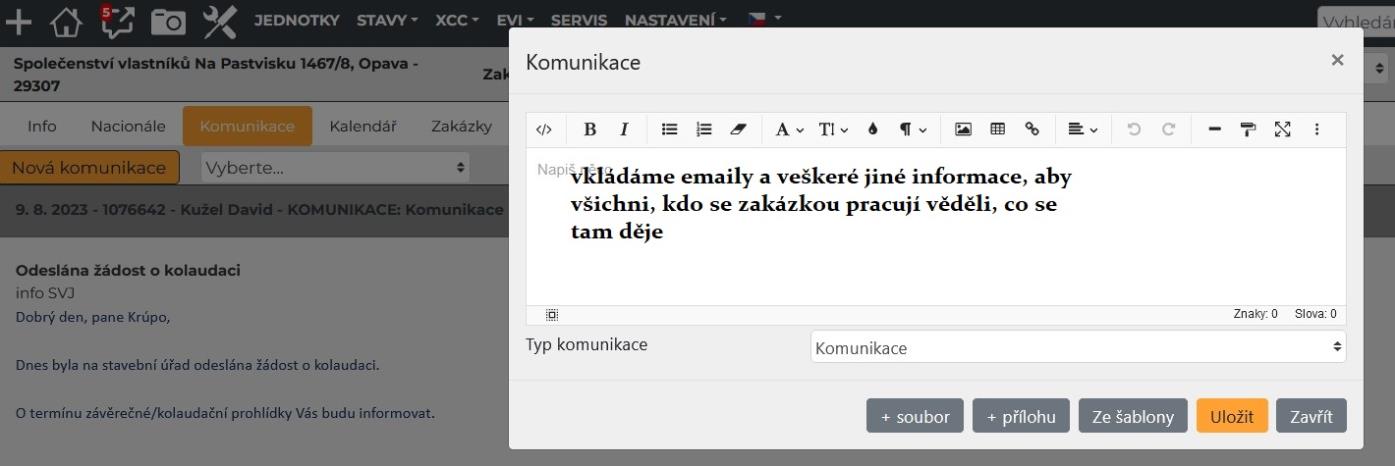 5
JEDNOTKY STAVY XCC EVI SERVIS NASTAVENÍ
Společenství vlastníků Na Pastvisku 1467/8, Opava -
29307
Info Nacionále Komunikace Kalendář Zakázky
Nová komunikace Vyberte...
9. 8. 2023 - 1076642 - Kužel David - KOMUNIKACE: Komunikace
Odeslána žádost o kolaudaci
info SVJ
Dobrý den, pane Krúpo,
Dnes byla na stavební úřad odeslána žádost o kolaudaci.
O termínu závěrečné/kolaudační prohlídky Vás budu informovat.
Komunikace ×
</> B I A T
Napiš
vkládáme emaily a veškeré jiné informace, aby
všichni, kdo se zakázkou pracují věděli, co se
tam děje
Znaky: 0 Slova: 0
Typ komunikace Komunikace
+ soubor + přílohu Ze šablony Uložit Zavřít